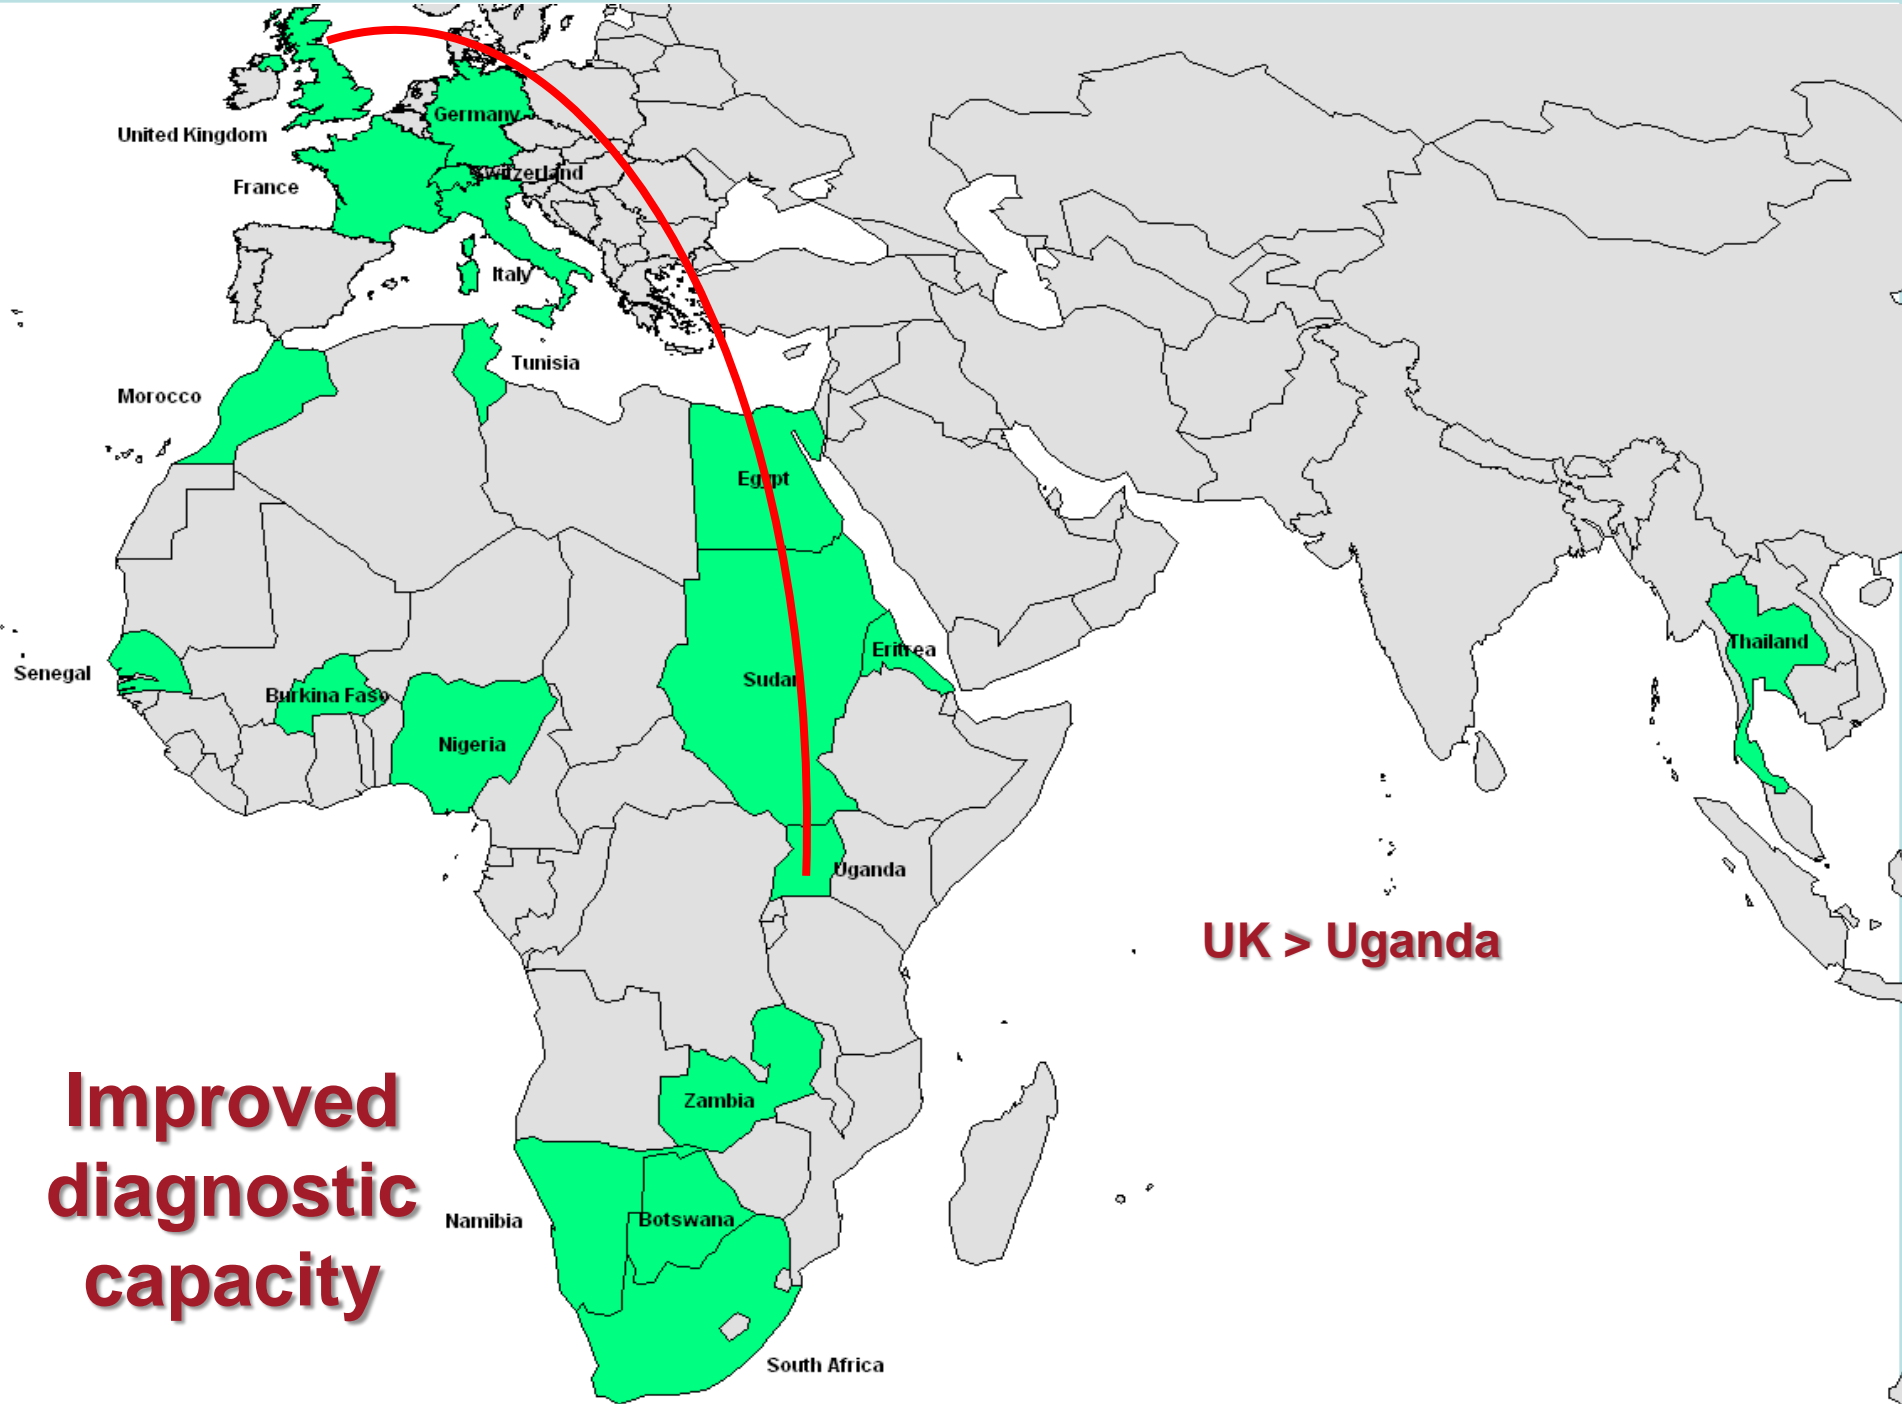 Germany
United Kingdom
Switzerland
France
Italy
Tunisia
Morocco
Egypt
Thailand
Eritrea
Senegal
Sudan
Burkina Faso
Nigeria
Uganda
UK > Uganda
Zambia
Improved
diagnostic
capacity
Namibia
Botswana
South Africa